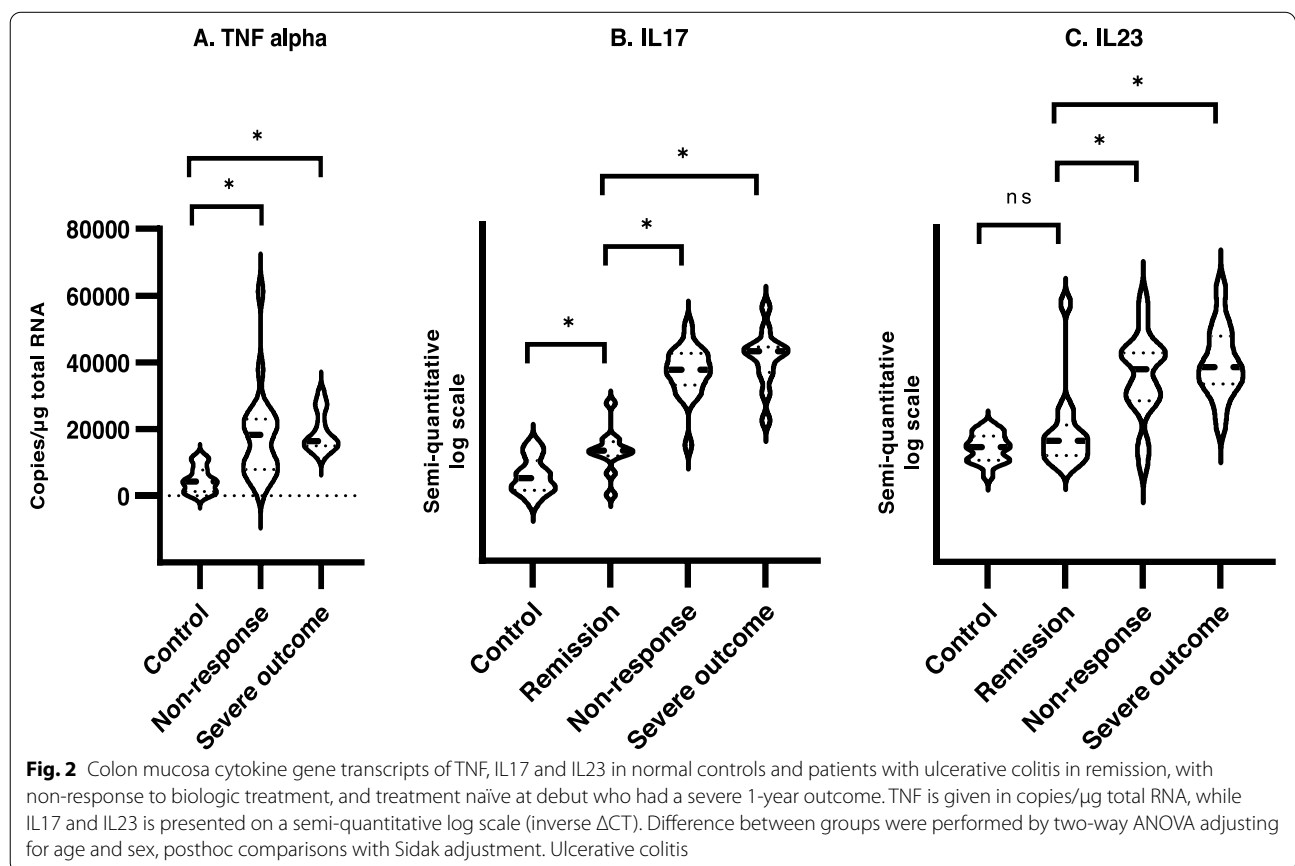 A. TNF alpha
*
*
80000
60000
40000
20000
0
Copies/µg total RNA
Control
Non-response
Severe outcome
B. IL17
*
*
*
Semi-quantitative
log scale
Control
Remission
Non-response
Severe outcome
C. IL23
*
*
ns
Semi-quantitative
log scale
Control
Remission
Non-response
Severe outcome
Fig. 2 Colon mucosa cytokine gene transcripts of TNF, IL17 and IL23 in normal controls and patients with ulcerative colitis in remission, with
non-response to biologic treatment, and treatment naïve at debut who had a severe 1-year outcome. TNF is given in copies/µg total RNA, while
IL17 and IL23 is presented on a semi-quantitative log scale (inverse ΔCT). Difference between groups were performed by two-way ANOVA adjusting
for age and sex, posthoc comparisons with Sidak adjustment. Ulcerative colitis